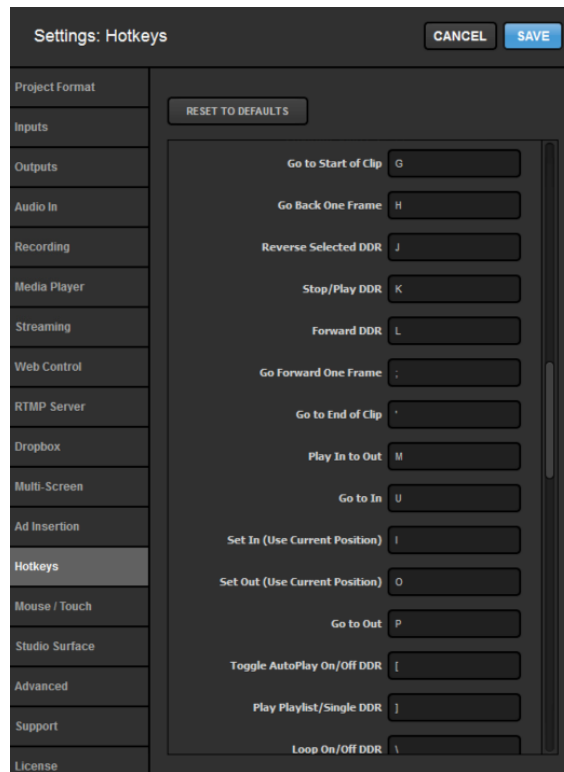 Settings: Hotkeys
CANCEL
SAVE
Project Format
Inputs
Outputs
Audio In
Recording
Media Player
Streaming
Web Control
RTMP Server
Dropbox
Multi-Screen
Ad Insertion
Hotkeys
Mouse / Touch
Studio Surface
Advanced
Support
License
RESET TO DEFAULTS
Go to Start of Clip G
Go Back One Frame H
Reverse Selected DDR J
Stop/Play DDR K
Forward DDR L
Go Forward One Frame ;
Go to End of Clip '
Play In to Out M
Go to In U
Set In (Use Current Position) I
Set Out (Use Current Position) O
Go to Out P
Toggle AutoPlay On/Off DDR [
Play Playlist/Single DDR ]
Loop On/Off DDR \